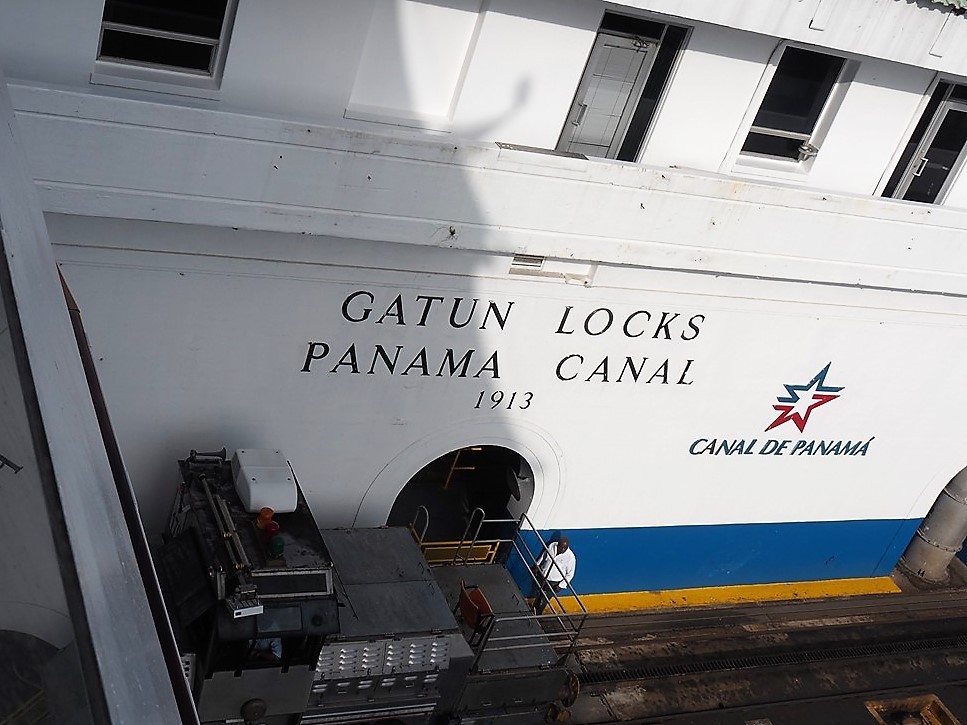 GATUN LOCKS
PANAMA CANAL
1913
CANAL DE PANAMÁ